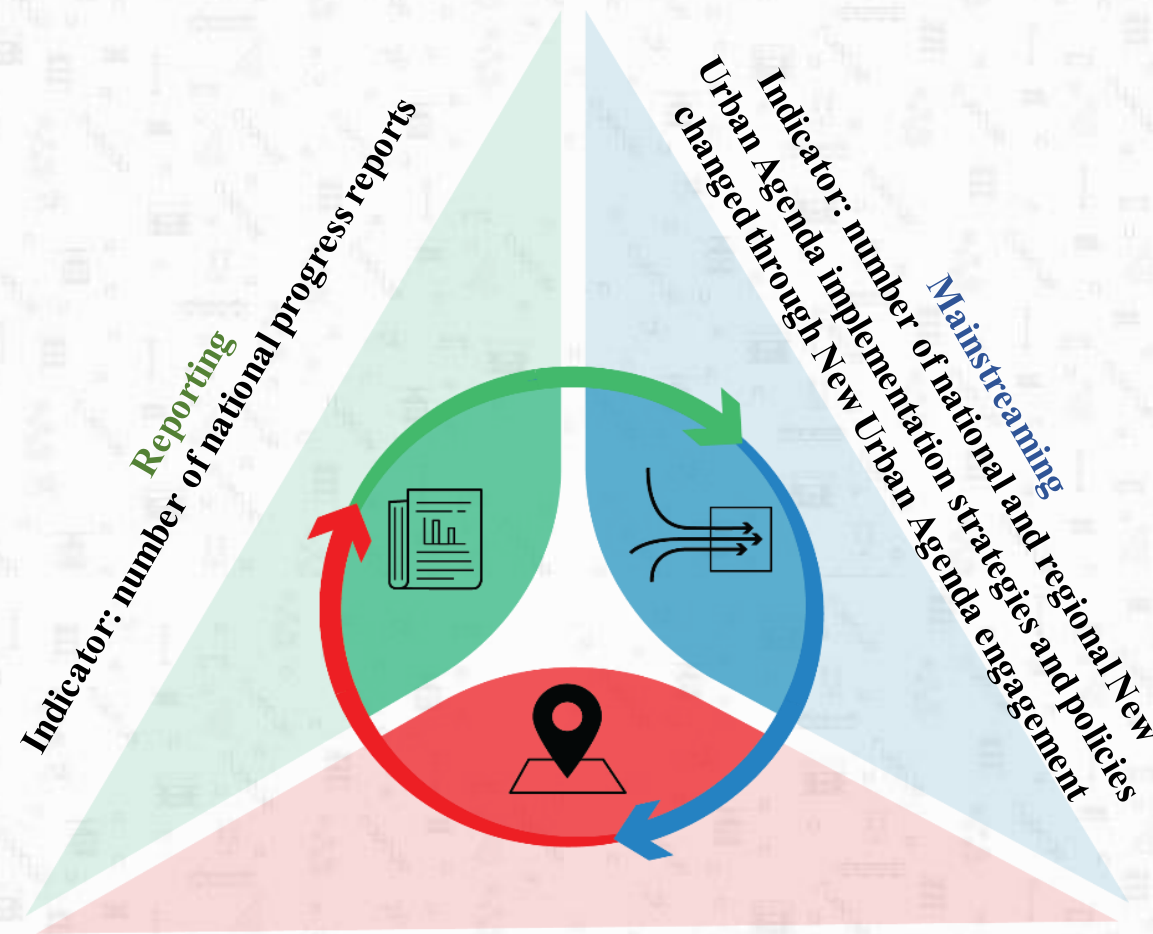 Reporting
Indicator: number of national progress reports
Mainstreaming
Indicator: number of national and regional New
Urban Agenda implementation strategies and policies
changed through New Urban Agenda engagement